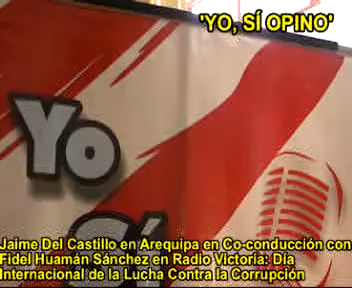 'YO, SÍ OPINO'
Yo
Sí
Jaime Del Castillo en Arequipa en Co-conducción con
Fidel Huamán Sánchez en Radio Victoria: Día
Internacional de la Lucha Contra la Corrupción